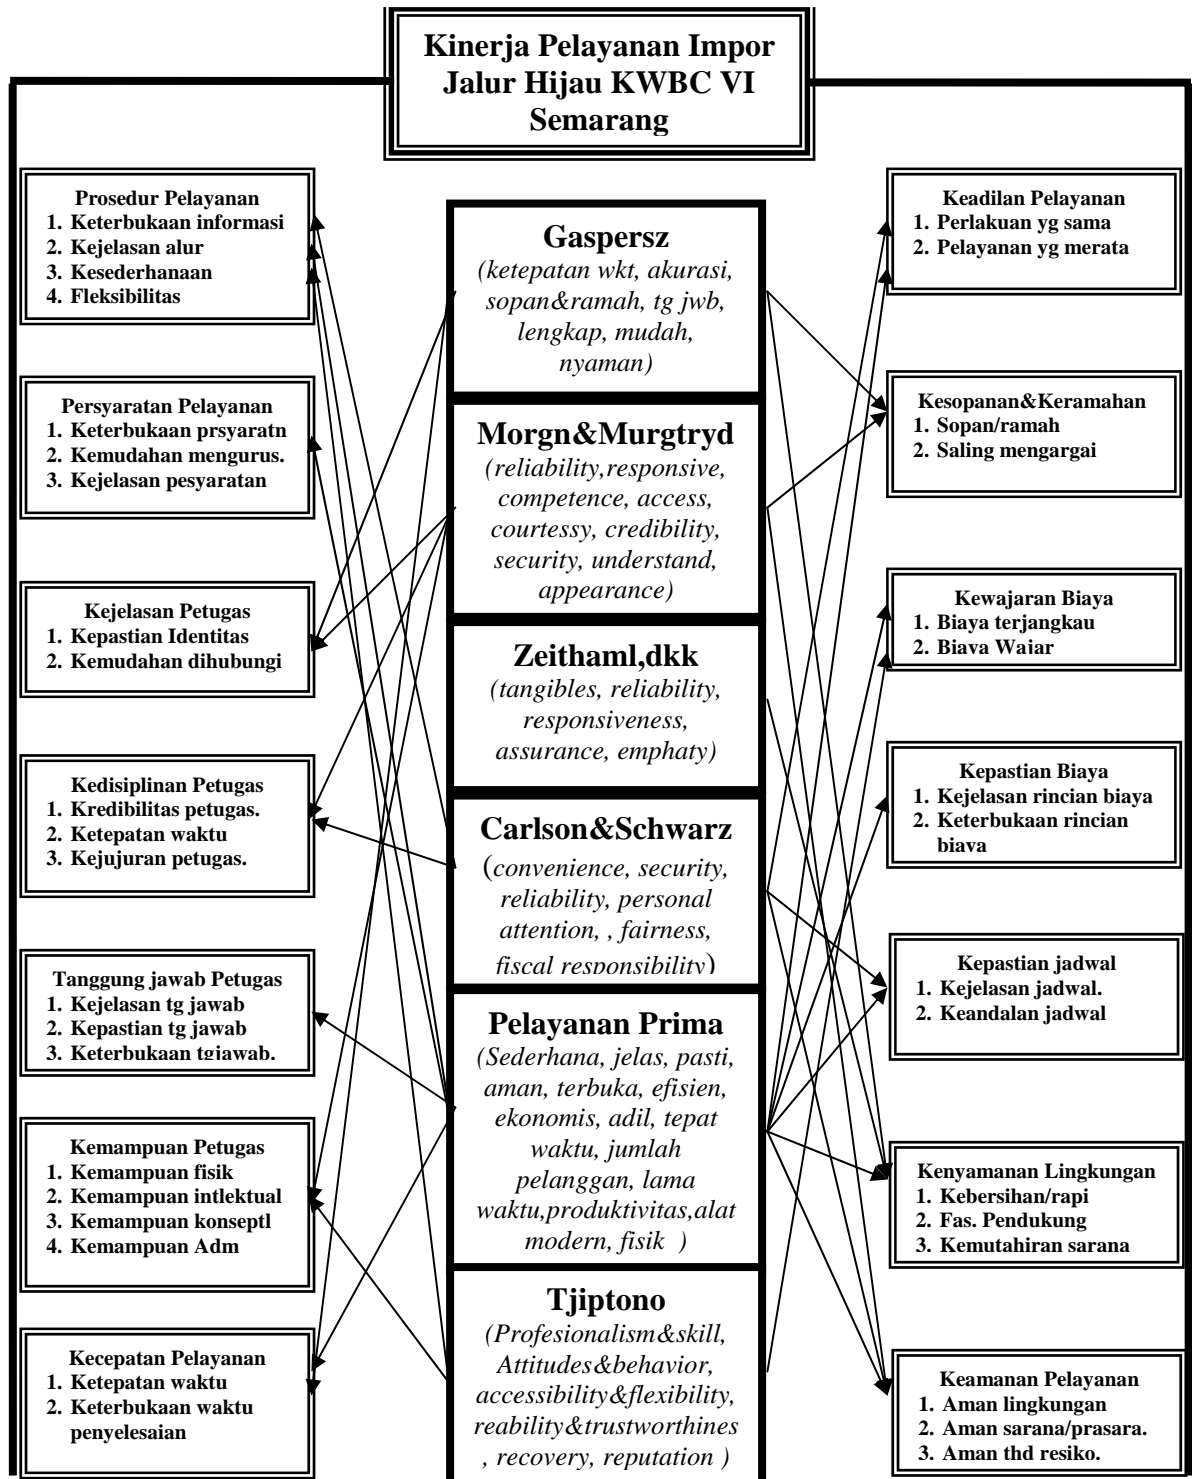 Kinerja Pelayanan Impor
Jalur Hijau KWBC VI
Semarang
Prosedur Pelayanan
1. Keterbukaan informasi
2. Kejelasan alur
3. Kesederhanaan
4. Fleksibilitas
Persyaratan Pelayanan
1. Keterbukaan prsyaratn
2. Kemudahan mengurus.
3. Kejelasan pesyaratan
Kejelasan Petugas
1. Kepastian Identitas
2. Kemudahan dihubungi
Kedisiplinan Petugas
1. Kredibilitas petugas.
2. Ketepatan waktu
3. Kejujuran petugas.
Tanggung jawab Petugas
1. Kejelasan tg jawab
2. Kepastian tg jawab
3. Keterbukaan tgjawab.
Kemampuan Petugas
1. Kemampuan fisik
2. Kemampuan intlektual
3. Kemampuan konseptl
4. Kemampuan Adm
Kecepatan Pelayanan
1. Ketepatan waktu
2. Keterbukaan waktu
penyelesaian
Gaspersz
(ketepatan wkt, akurasi,
sopan&ramah, tg jwb,
lengkap, mudah,
nyaman)
Morgn&Murgtryd
(reliability,responsive,
competence, access,
courtessy, credibility,
security, understand,
appearance)
Zeithaml,dkk
(tangibles, reliability,
responsiveness,
assurance, emphaty)
Carlson&Schwarz
(convenience, security,
reliability, personal
attention, , fairness,
fiscal responsibility)
Pelayanan Prima
(Sederhana, jelas, pasti,
aman, terbuka, efisien,
ekonomis, adil, tepat
waktu, jumlah
pelanggan, lama
waktu,produktivitas,alat
modern, fisik )
Tjiptono
(Profesionalism&skill,
Attitudes&behavior,
accessibility&flexibility,
reability&trustworthines
, recovery, reputation )
Keadilan Pelayanan
1. Perlakuan yg sama
2. Pelayanan yg merata
Kesopanan&Keramahan
1. Sopan/ramah
2. Saling mengargai
Kewajaran Biaya
1. Biaya terjangkau
2. Biaya Wajar
Kepastian Biaya
1. Kejelasan rincian biaya
2. Keterbukaan rincian
biaya
Kepastian jadwal
1. Kejelasan jadwal.
2. Keandalan jadwal
Kenyamanan Lingkungan
1. Kebersihan/rapi
2. Fas. Pendukung
3. Kemutahiran sarana
Keamanan Pelayanan
1. Aman lingkungan
2. Aman sarana/prasara.
3. Aman thd resiko.